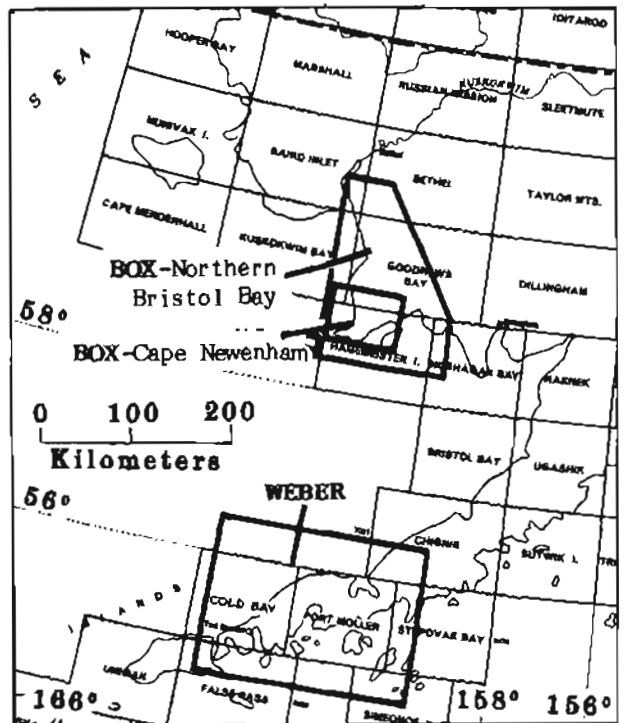 IDITAROD
HOOPER BAY
MARSHALL
RUSSIAN MISSION
SLEETMUTE
SEA
NUNIVAK I.
BAIRD INLET
BETHEL
TAYLOR MTS.
CAPE MENDENHALL
KUSKOKWIM BAY
GOODNEWS
BAY
DILLINGHAM
BOX-Northern
Bristol Bay
58°
BOX-Cape Newenham
HAGEMEISTER I.
NUSHAGAK BAY
NAKNEK
0 100 200
Kilometers
BRISTOL BAY
UGASHIK
56°
WEBER
CHIGNIK
SUTWIK I.
ISLANDS
COLD BAY
PORT MOLLER
STEPOVAK BAY
UNIMAK
FALSE PASS
166°
158° 156°